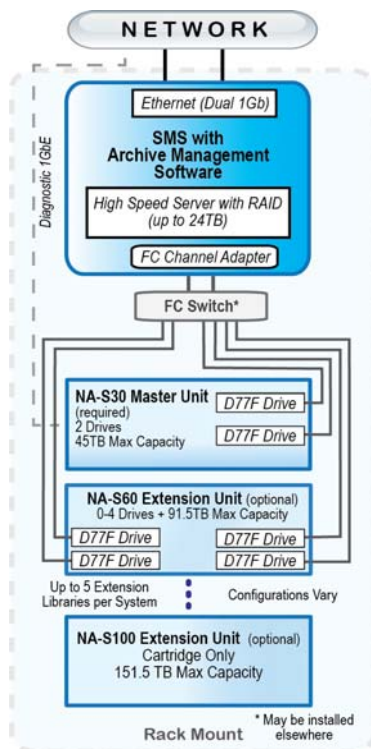 NETWORK
Ethernet (Dual 1Gb)
Diagnostic 1GbE
SMS with
Archive Management
Software
High Speed Server with RAID
(up to 24TB)
FC Channel Adapter
FC Switch*
NA-S30 Master Unit
(required)
2 Drives
45TB Max Capacity
D77F Drive
D77F Drive
NA-S60 Extension Unit (optional)
0-4 Drives + 91.5TB Max Capacity
D77F Drive
D77F Drive
D77F Drive
D77F Drive
Up to 5 Extension
Libraries per System
Configurations Vary
NA-S100 Extension Unit (optional)
Cartridge Only
151.5 TB Max Capacity
* May be installed
elsewhere
Rack Mount